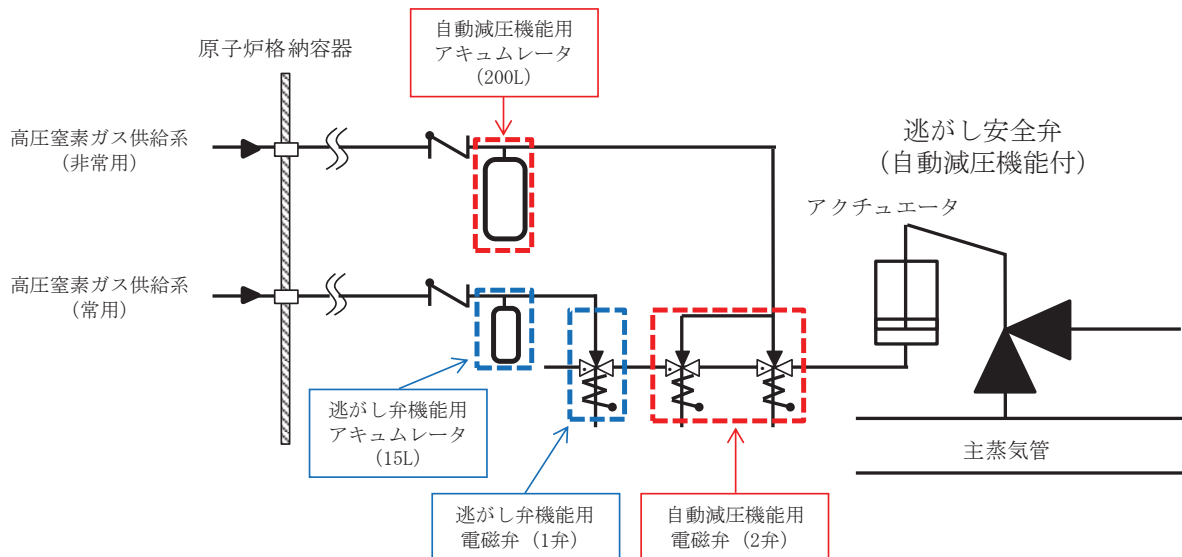 自動減圧機能用
アキュムレータ
(200L)
原子炉格納容器
高圧窒素ガス供給系
(非常用)
逃がし安全弁
(自動減圧機能付)
アクチュエータ
高圧窒素ガス供給系
(常用)
逃がし弁機能用
アキュムレータ
(15L)
主蒸気管
逃がし弁機能用
電磁弁 (1弁)
自動減圧機能用
電磁弁 (2弁)